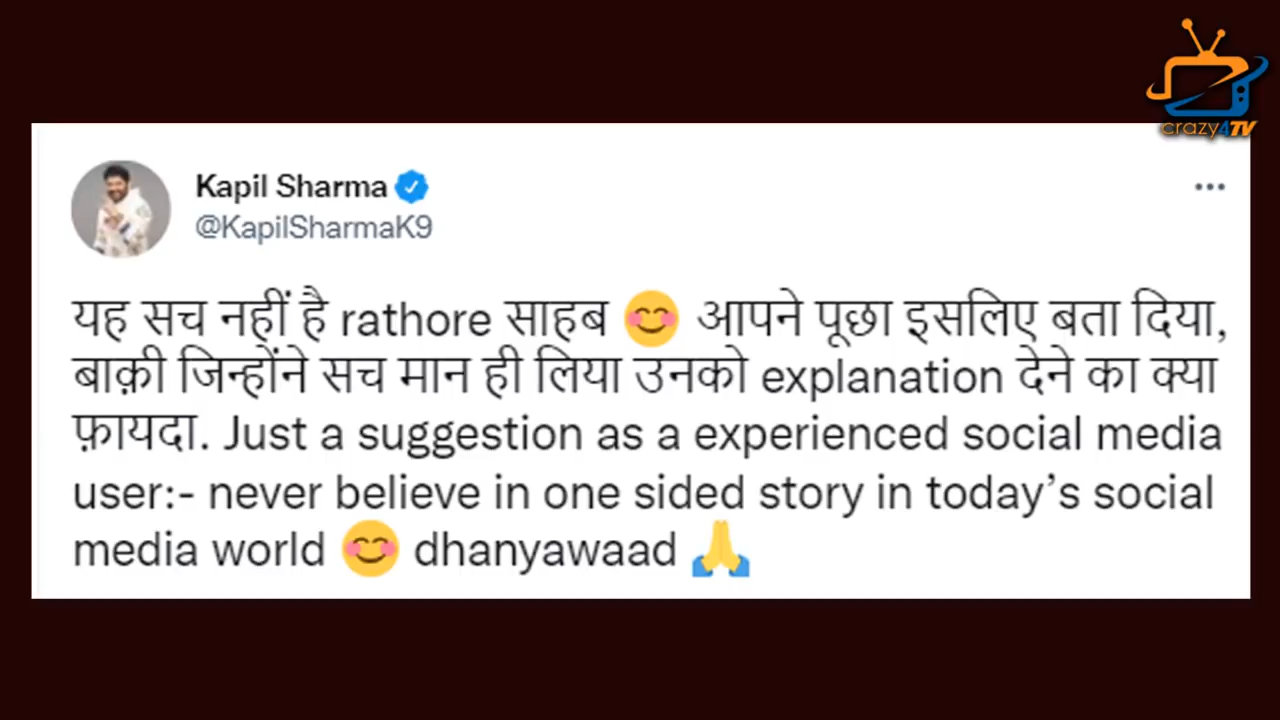 crazy4TV
Kapil Sharma
@KapilSharmaK9
यह सच नहीं है rathore साहब 😊 आपने पूछा इसलिए बता दिया,
बाक़ी जिन्होंने सच मान ही लिया उनको explanation देने का क्या
फ़ायदा. Just a suggestion as a experienced social media
user:- never believe in one sided story in today’s social
media world 😊 dhanyawaad 🙏